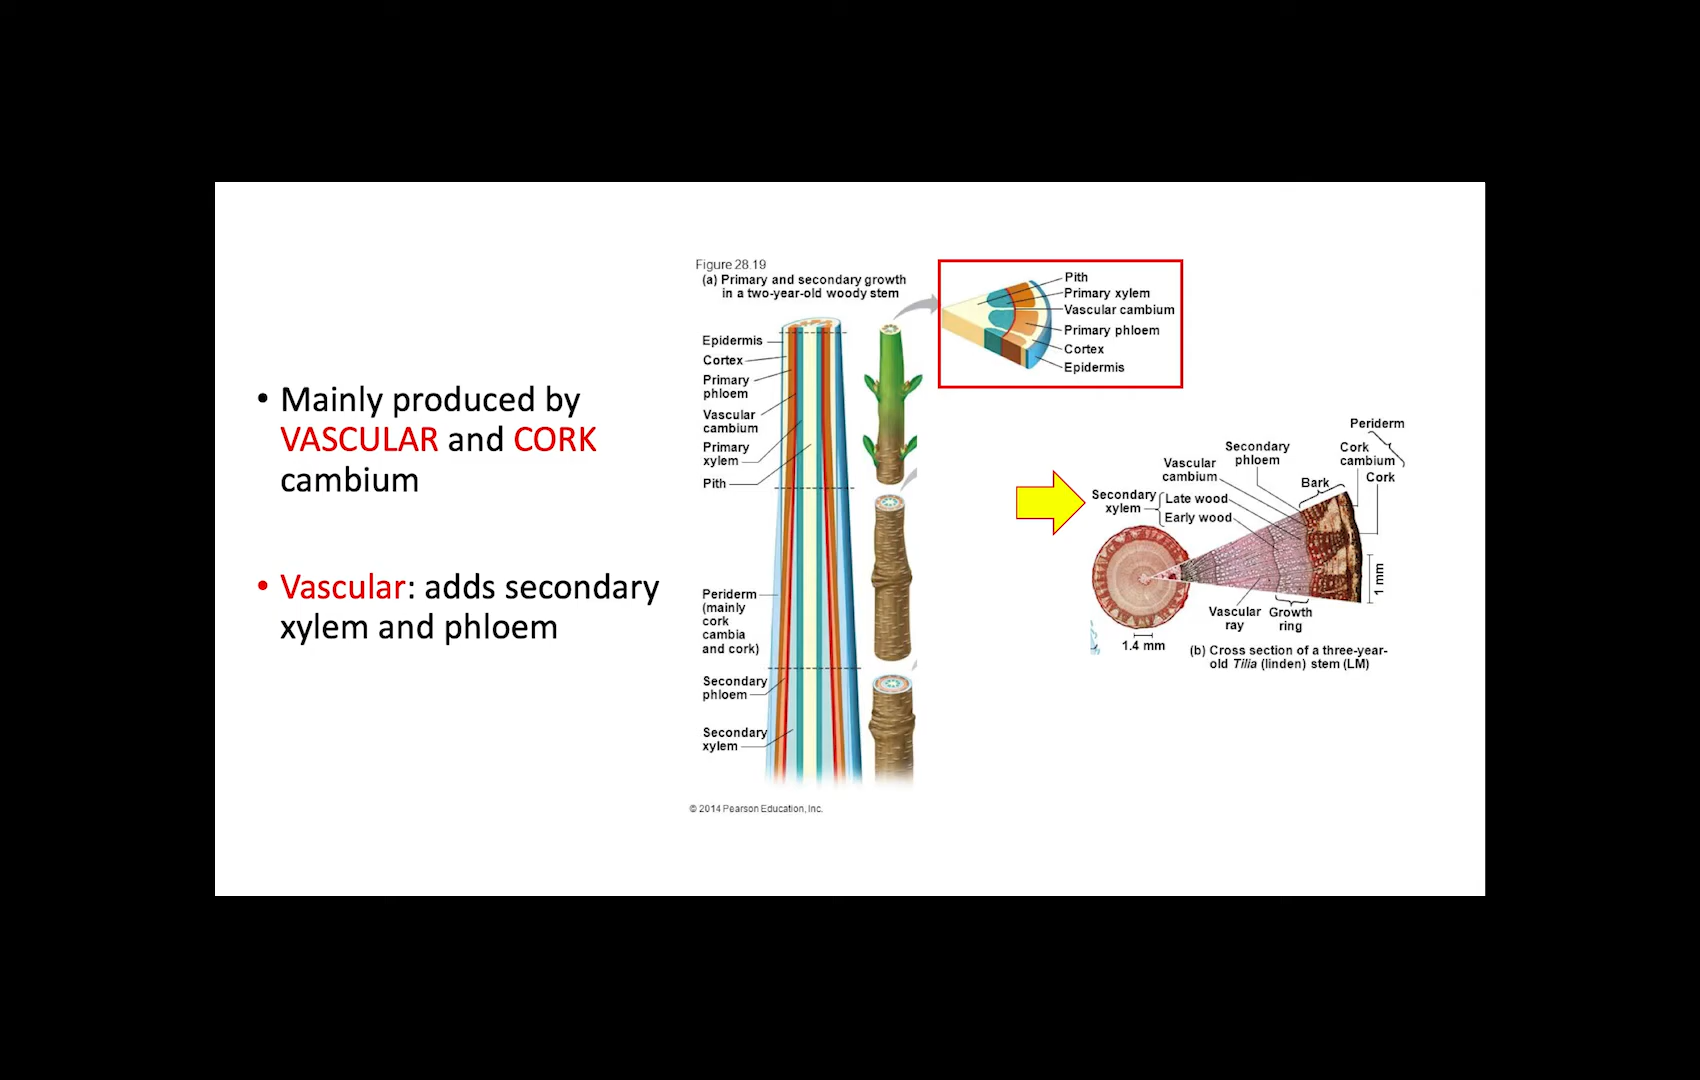 • Mainly produced by
VASCULAR and CORK
cambium
• Vascular: adds secondary
xylem and phloem
Figure 28.19
(a) Primary and secondary growth
in a two-year-old woody stem
Epidermis
Cortex
Primary
phloem
Vascular
cambium
Primary
xylem
Pith
Periderm
(mainly
cork
cambia
and cork)
Secondary
phloem
Secondary
xylem
© 2014 Pearson Education, Inc.
Pith
Primary xylem
Vascular cambium
Primary phloem
Cortex
Epidermis
Periderm
Cork
cambium
Cork
Secondary
phloem
Vascular
cambium
Bark
Secondary
xylem
Late wood
Early wood
1 mm
Vascular
ray
Growth
ring
1.4 mm
(b) Cross section of a three-year-
old Tilia (linden) stem (LM)